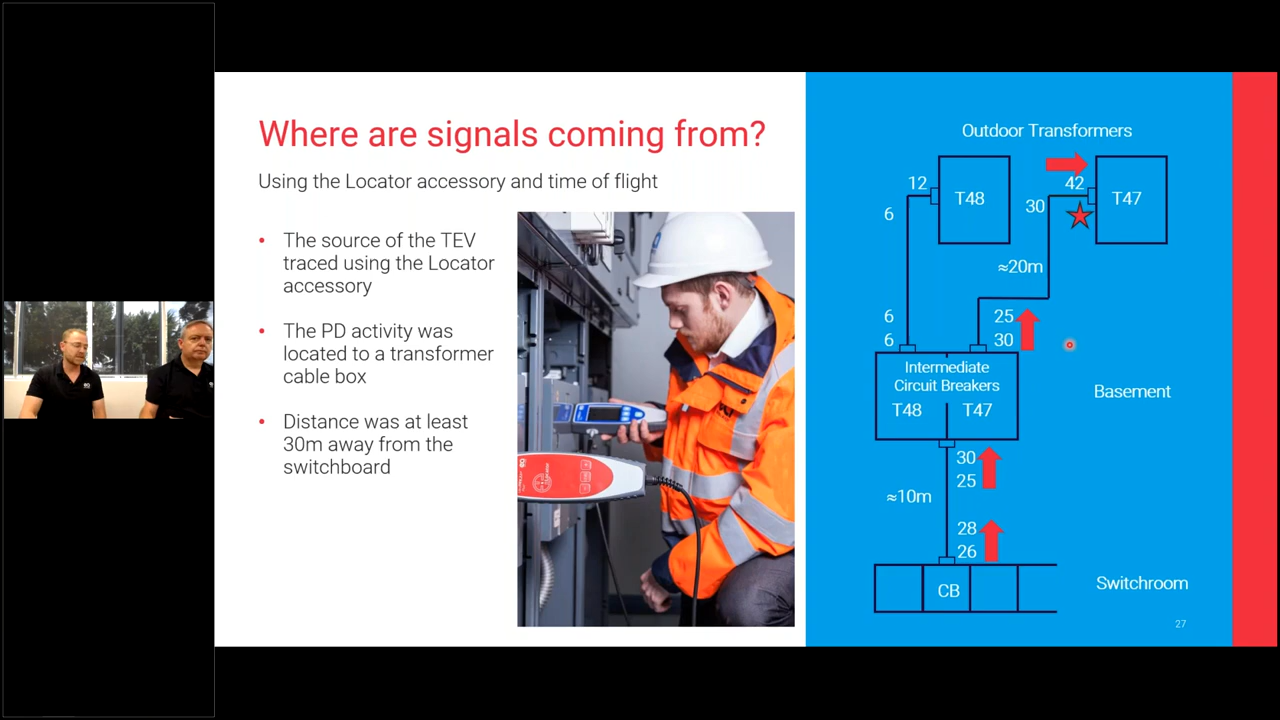 Where are signals coming from?
Using the Locator accessory and time of flight
• The source of the TEV
traced using the Locator
accessory
• The PD activity was
located to a transformer
cable box
• Distance was at least
30m away from the
switchboard
Outdoor Transformers
12
T48
6
42
30
T47
≈20m
6
6
25
30
Intermediate
Circuit Breakers
T48 T47
Basement
30
25
≈10m
28
26
CB
Switchroom
27